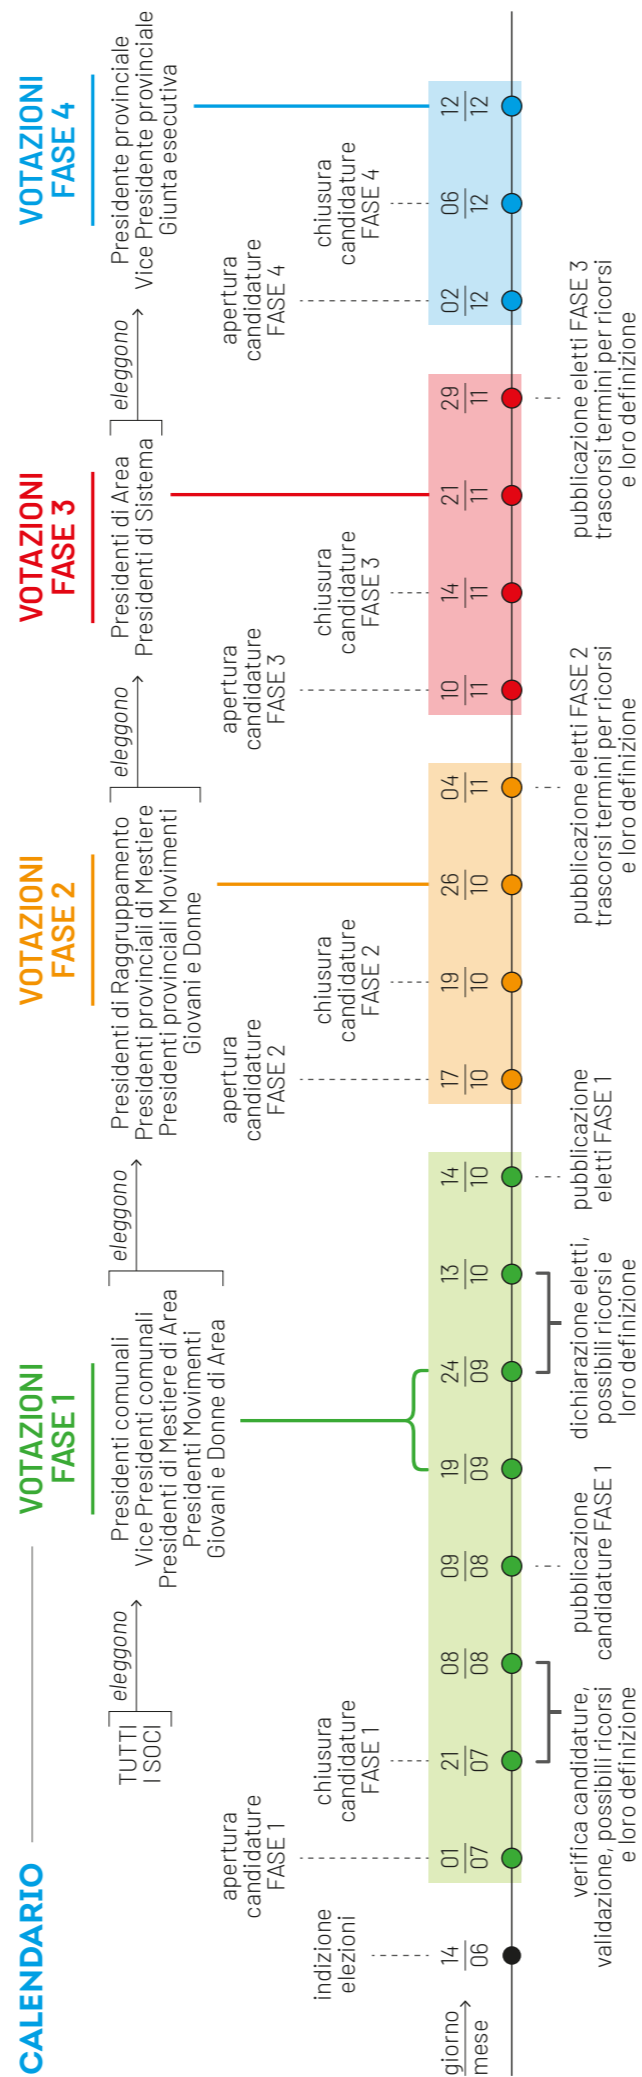 CALENDARIO
VOTAZIONI
FASE 1
VOTAZIONI
FASE 2
VOTAZIONI
FASE 3
VOTAZIONI
FASE 4
TUTTI
I SOCI
eleggono
Presidenti comunali
Vice Presidenti comunali
Presidenti di Mestiere di Area
Presidenti Movimenti
Giovani e Donne di Area
eleggono
Presidenti di Raggruppamento
Presidenti provinciali di Mestiere
Presidenti provinciali Movimenti
Giovani e Donne
eleggono
Presidenti di Area
Presidenti di Sistema
eleggono
Presidente provinciale
Vice Presidente provinciale
Giunta esecutiva
indizione
elezioni
apertura
candidature
FASE 1
chiusura
candidature
FASE 1
apertura
candidature
FASE 2
chiusura
candidature
FASE 2
apertura
candidature
FASE 3
chiusura
candidature
FASE 3
apertura
candidature
FASE 4
chiusura
candidature
FASE 4
giorno
mese
14
06
01
07
21
07
08
08
09
08
19
09
24
09
13
10
14
10
17
10
19
10
26
10
04
11
10
11
14
11
21
11
29
11
02
12
06
12
12
12
verifica candidature,
validazione, possibili ricorsi
e loro definizione
pubblicazione
candidature FASE 1
dichiarazione eletti,
possibili ricorsi e
loro definizione
pubblicazione
eletti FASE 1
pubblicazione eletti FASE 2
trascorsi termini per ricorsi
e loro definizione
pubblicazione eletti FASE 3
trascorsi termini per ricorsi
e loro definizione